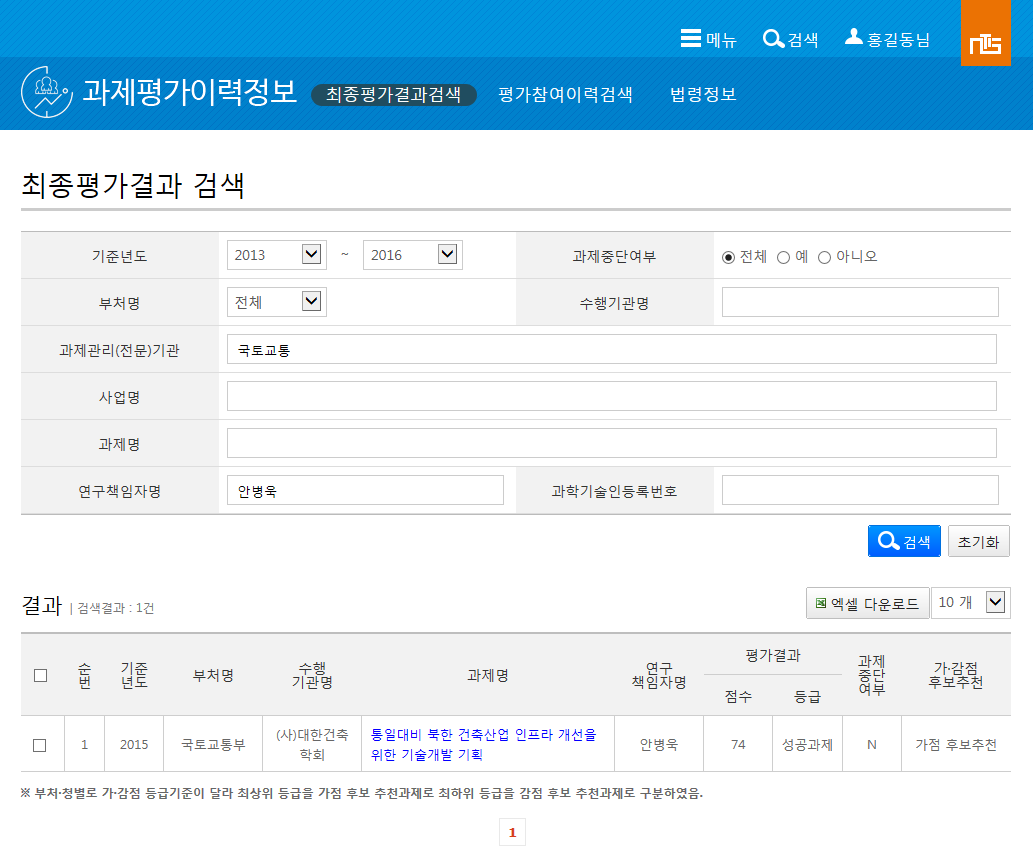 메뉴 검색 홍길동님 NTIS
과제평가이력정보 최종평가결과검색 평가참여이력검색 법령정보
최종평가결과 검색
기준년도 2013 ~ 2016 과제중단여부 전체 예 아니오
부처명 전체 수행기관명
과제관리(전문)기관 국토교통
사업명
과제명
연구책임자명 안병욱 과학기술인등록번호
검색 초기화
결과 | 검색결과 : 1건 엑셀 다운로드 10 개
순번 기준년도 부처명 수행기관명 과제명 연구책임자명 평가결과 점수 등급 과제중단여부 가·감점후보추천
1 2015 국토교통부 (사)대한건축학회 통일대비 북한 건축산업 인프라 개선을 위한 기술개발 기획 안병욱 74 성공과제 N 가점 후보추천
※ 부처·청별로 가·감점 등급기준이 달라 최상위 등급을 가점 후보 추천과제로 최하위 등급을 감점 후보 추천과제로 구분하였음.
1